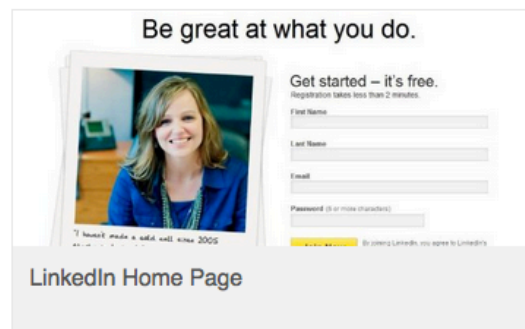 Be great at what you do.
Get started – it's free.
Registration takes less than 2 minutes.
First Name
Last Name
Email
Password (6 or more characters)
"I haven't made a cold call since 2005
Join Now
By joining LinkedIn, you agree to LinkedIn's
LinkedIn Home Page